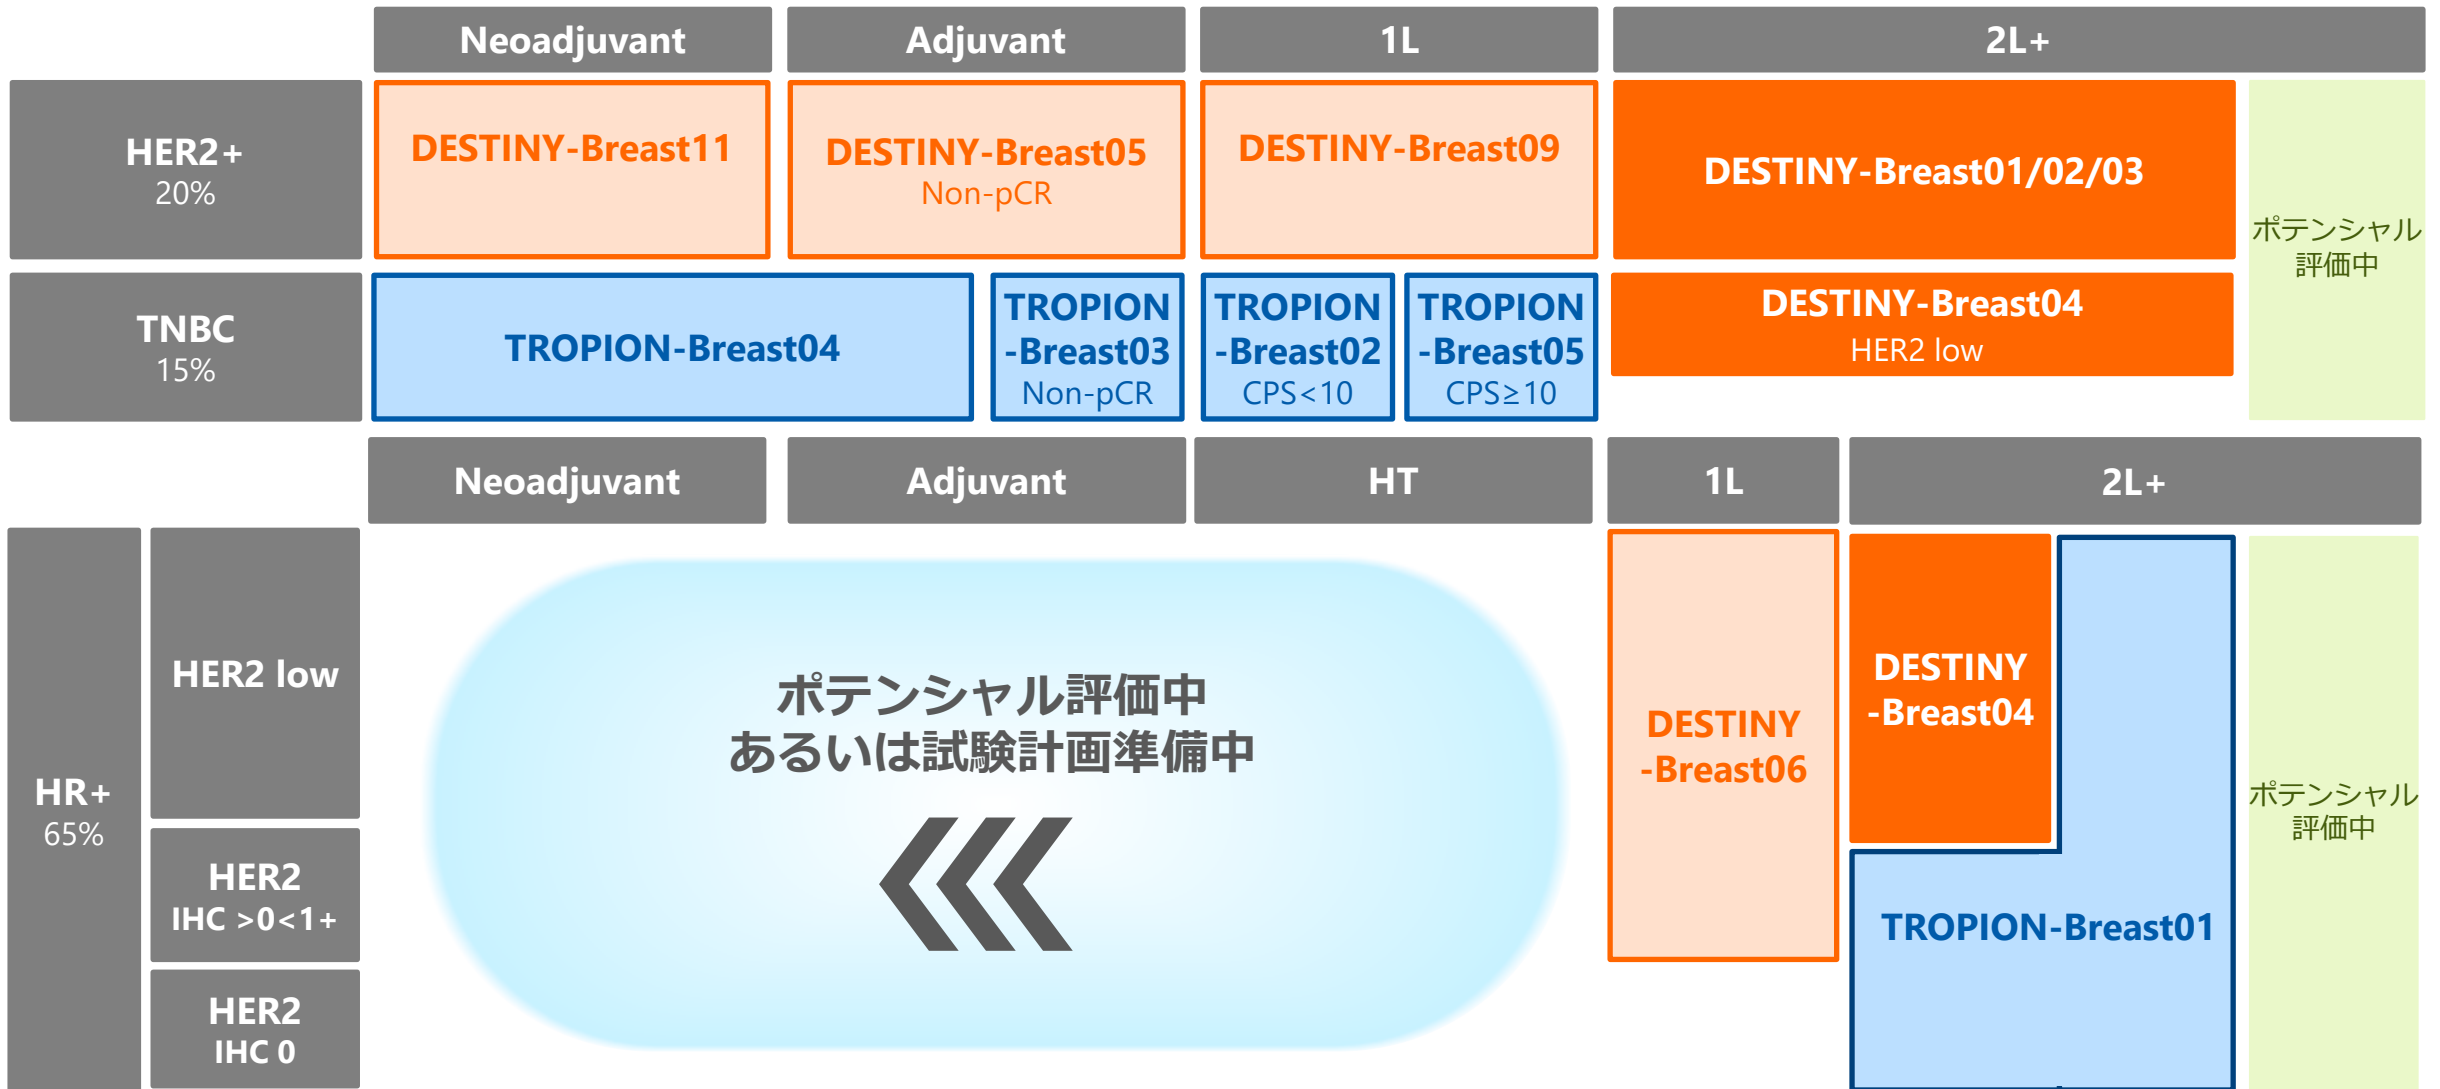 Neoadjuvant
Adjuvant
1L
2L+
HER2+
20%
DESTINY-Breast11
DESTINY-Breast05
Non-pCR
DESTINY-Breast09
DESTINY-Breast01/02/03
ポテンシャル
評価中
TNBC
15%
TROPION-Breast04
TROPION
-Breast03
Non-pCR
TROPION
-Breast02
CPS<10
TROPION
-Breast05
CPS≥10
DESTINY-Breast04
HER2 low
Neoadjuvant
Adjuvant
HT
1L
2L+
HR+
65%
HER2 low
HER2
IHC >0<1+
HER2
IHC 0
ポテンシャル評価中
あるいは試験計画準備中
DESTINY
-Breast06
DESTINY
-Breast04
TROPION-Breast01
ポテンシャル
評価中